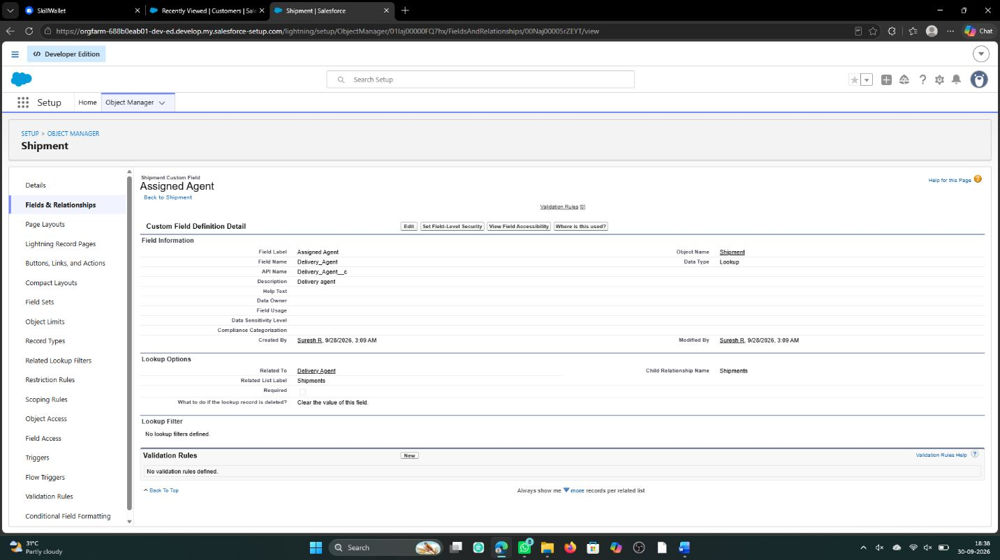 SkillWallet
Recently Viewed | Customers | Sale
Shipment | Salesforce
https://orgfarm-688b0eab01-dev-ed.develop.my.salesforce-setup.com/lightning/setup/ObjectManager/01Iaj00000FQ7hx/FieldsAndRelationships/00Naj00005rZEYT/view
Chat
Developer Edition
Search Setup
Setup
Home
Object Manager
SETUP > OBJECT MANAGER
Shipment
Details
Fields & Relationships
Page Layouts
Lightning Record Pages
Buttons, Links, and Actions
Compact Layouts
Field Sets
Object Limits
Record Types
Related Lookup Filters
Restriction Rules
Scoping Rules
Object Access
Field Access
Triggers
Flow Triggers
Validation Rules
Conditional Field Formatting
Shipment Custom Field
Assigned Agent
Back to Shipment
Help for this Page
Validation Rules [0]
Custom Field Definition Detail
Edit
Set Field-Level Security
View Field Accessibility
Where is this used?
Field Information
Field Label Assigned Agent Object Name Shipment
Field Name Delivery_Agent Data Type Lookup
API Name Delivery_Agent__c
Description Delivery agent
Help Text
Data Owner
Field Usage
Data Sensitivity Level
Compliance Categorization
Created By Suresh R, 9/28/2026, 3:09 AM Modified By Suresh R, 9/28/2026, 3:09 AM
Lookup Options
Related To Delivery Agent Child Relationship Name Shipments
Related List Label Shipments
Required
What to do if the lookup record is deleted? Clear the value of this field.
Lookup Filter
No lookup filters defined.
Validation Rules New Validation Rules Help ?
No validation rules defined.
Back To Top Always show me more records per related list
31°C
Partly cloudy
Search
8
18:38
30-09-2026